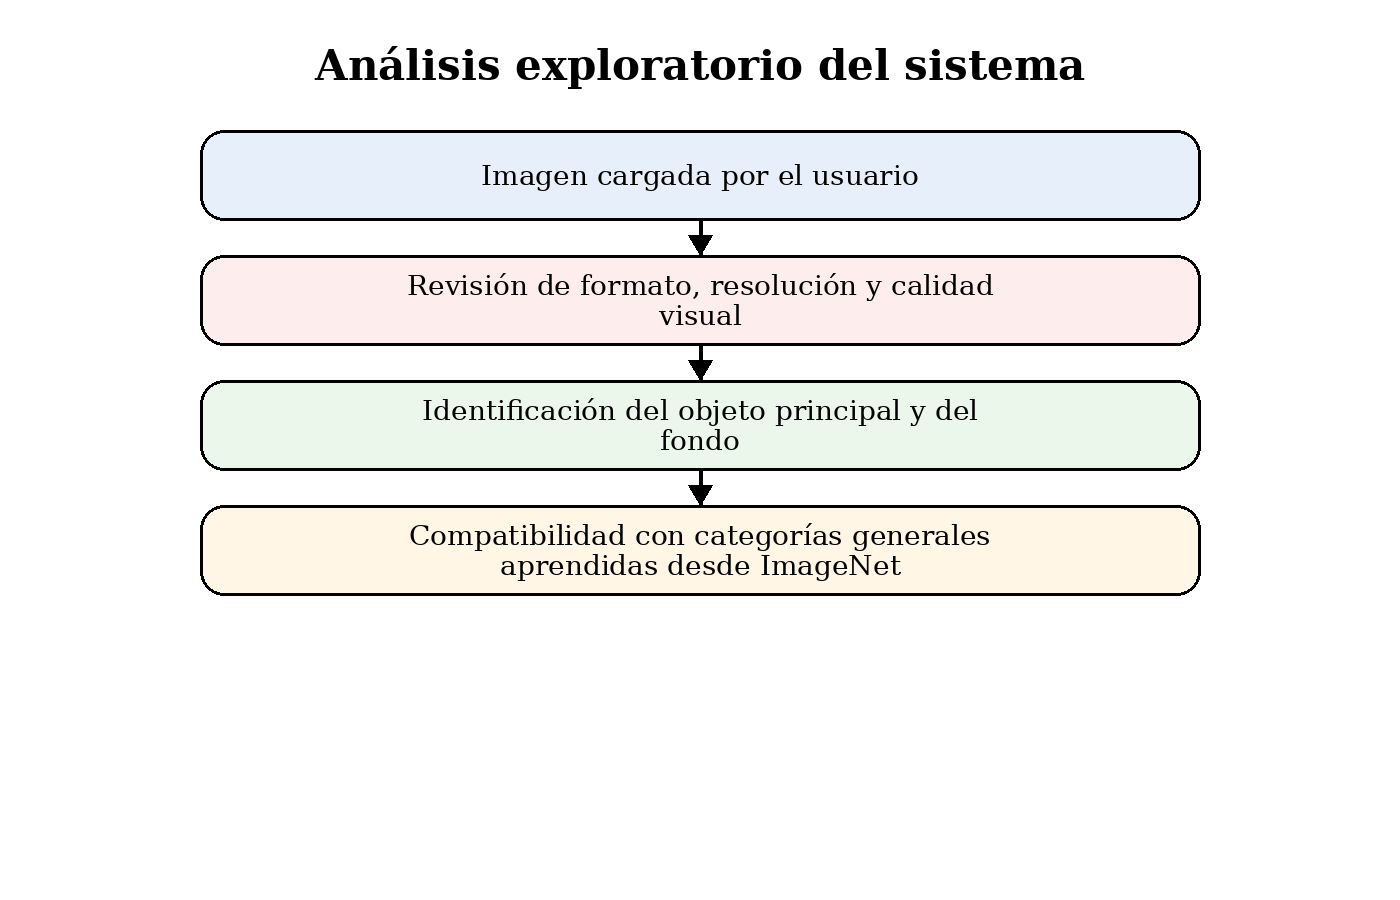 Análisis exploratorio del sistema
Imagen cargada por el usuario
Revisión de formato, resolución y calidad
visual
Identificación del objeto principal y del
fondo
Compatibilidad con categorías generales
aprendidas desde ImageNet